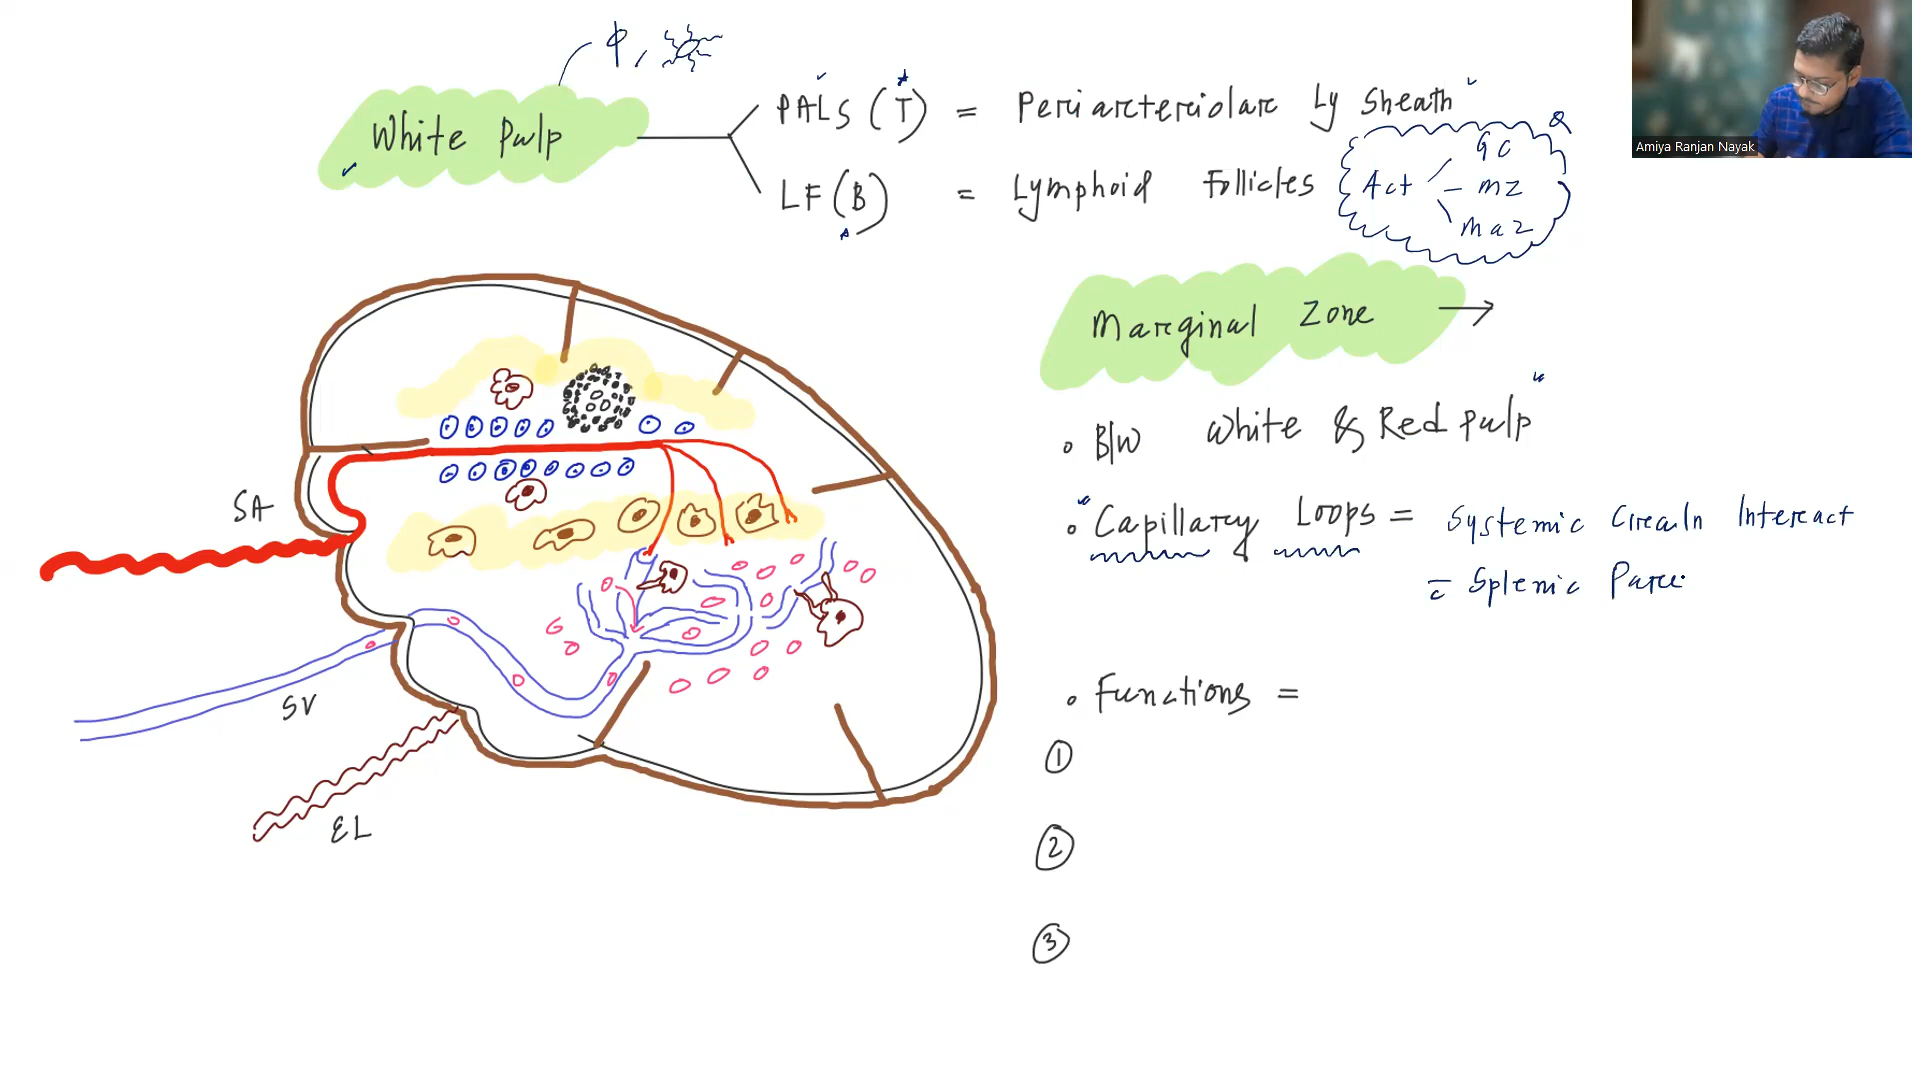 Amiya Ranjan Nayak
White Pulp
φ,
PALS (T) = Periarteriolar Ly Sheath
LF (B) = Lymphoid Follicles
Act
GC
MZ
Maz
Marginal Zone →
• B/W White & Red Pulp
• Capillary Loops = Systemic Circuln Interact
c̄ Splenic Paren
• Functions =
①
②
③
SA
SV
EL